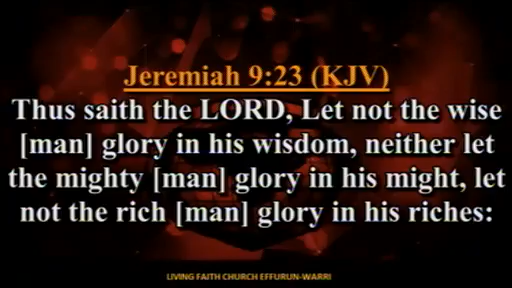 Jeremiah 9:23 (KJV)
Thus saith the LORD, Let not the wise
[man] glory in his wisdom, neither let
the mighty [man] glory in his might, let
not the rich [man] glory in his riches:
LIVING FAITH CHURCH EFFURUN-WARRI